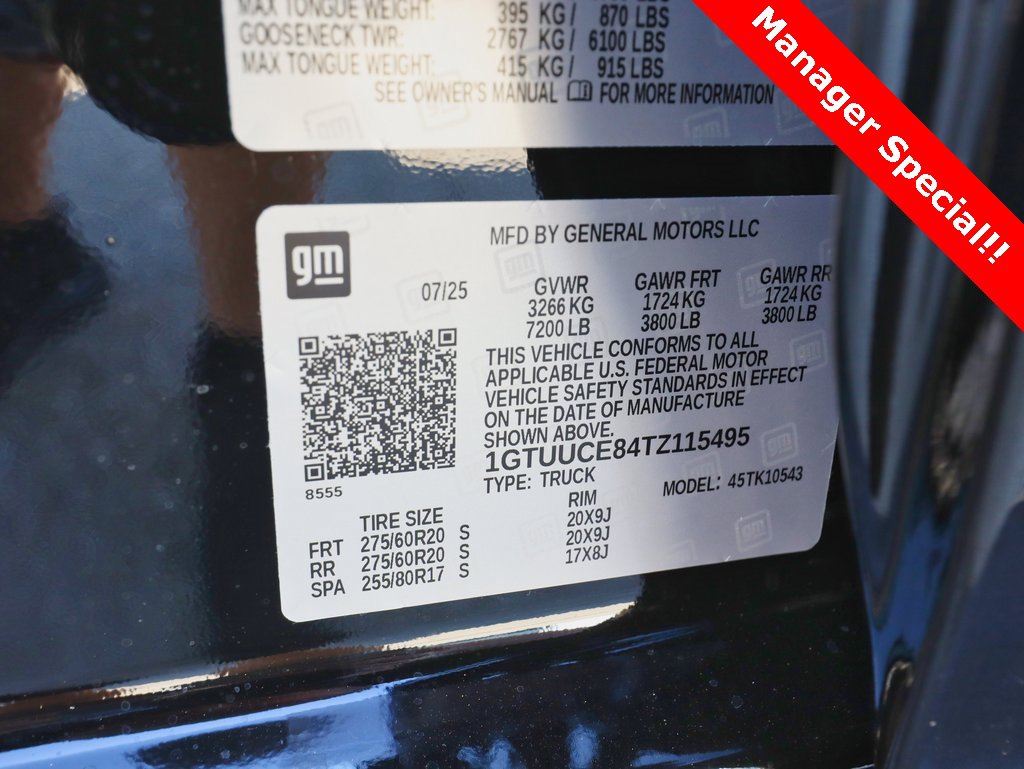 MAX TONGUE WEIGHT: 395 KG / 870 LBS
GOOSENECK TWR: 2767 KG / 6100 LBS
MAX TONGUE WEIGHT: 415 KG / 915 LBS
SEE OWNER'S MANUAL FOR MORE INFORMATION
Manager Special!!
gm
MFD BY GENERAL MOTORS LLC
07/25
GVWR GAWR FRT GAWR RR
3266 KG 1724 KG 1724 KG
7200 LB 3800 LB 3800 LB
THIS VEHICLE CONFORMS TO ALL
APPLICABLE U.S. FEDERAL MOTOR
VEHICLE SAFETY STANDARDS IN EFFECT
ON THE DATE OF MANUFACTURE
SHOWN ABOVE.
1GTUUCE84TZ115495
TYPE: TRUCK MODEL: 45TK10543
8555
TIRE SIZE RIM
FRT 275/60R20 S 20X9J
RR 275/60R20 S 20X9J
SPA 255/80R17 S 17X8J